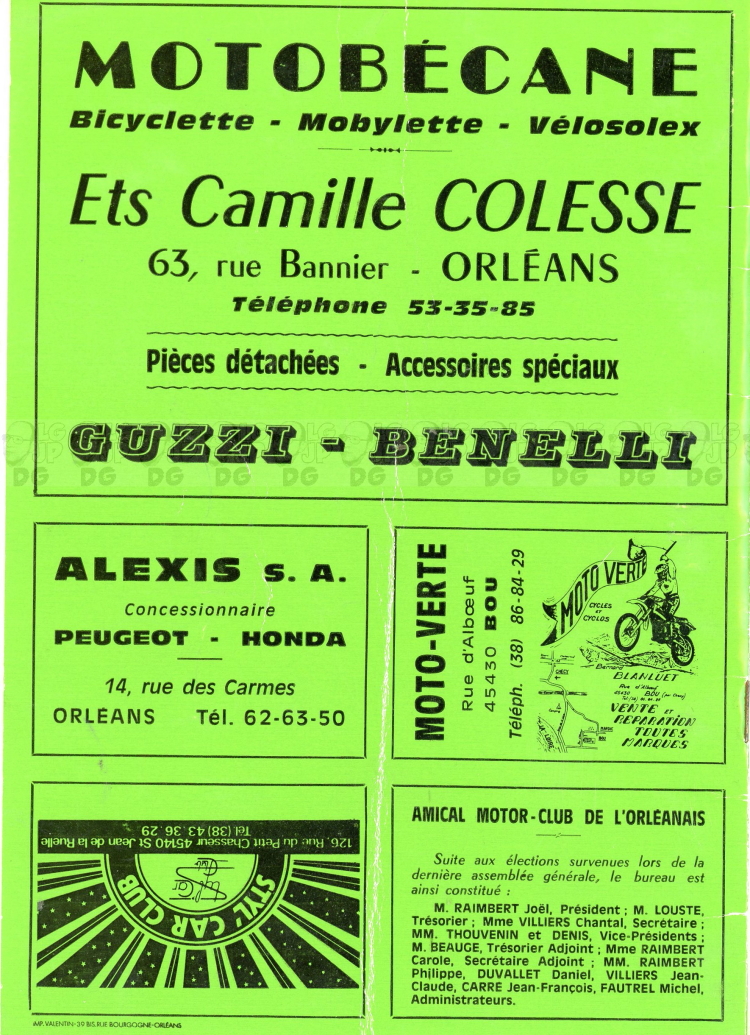 MOTOBÉCANE
Bicyclette - Mobylette - Vélosolex
Ets Camille COLESSE
63, rue Bannier - ORLÉANS
Téléphone 53-35-85
Pièces détachées - Accessoires spéciaux
GUZZI - BENELLI
ALEXIS S. A.
Concessionnaire
PEUGEOT - HONDA
14, rue des Carmes
ORLÉANS Tél. 62-63-50
MOTO-VERTE
Rue d'Albœuf
45430 BOU
Téléph. (38) 86-84-29
MOTO VERTE
CYCLES
ET
CYCLOS
Bernard
BLANLUET
Rue d'Albœuf
45430 BOU
VENTE ET
REPARATION
TOUTES
MARQUES
STYL CAR CLUB
126, Rue du Petit Chasseur 45140 St Jean de la Ruelle
Tél. (38) 43.36.29
AMICAL MOTOR-CLUB DE L'ORLEANAIS
Suite aux élections survenues lors de la
dernière assemblée générale, le bureau est
ainsi constitué :
M. RAIMBERT Joël, Président ; M. LOUSTE,
Trésorier ; Mme VILLIERS Chantal, Secrétaire ;
MM. THOUVENIN et DENIS, Vice-Présidents ;
M. BEAUGE, Trésorier Adjoint ; Mme RAIMBERT
Carole, Secrétaire Adjoint ; MM. RAIMBERT
Philippe, DUVALLET Daniel, VILLIERS Jean-
Claude, CARRE Jean-François, FAUTREL Michel,
Administrateurs.
IMP. VALENTIN-39 BIS, RUE BOURGOGNE-ORLÉANS